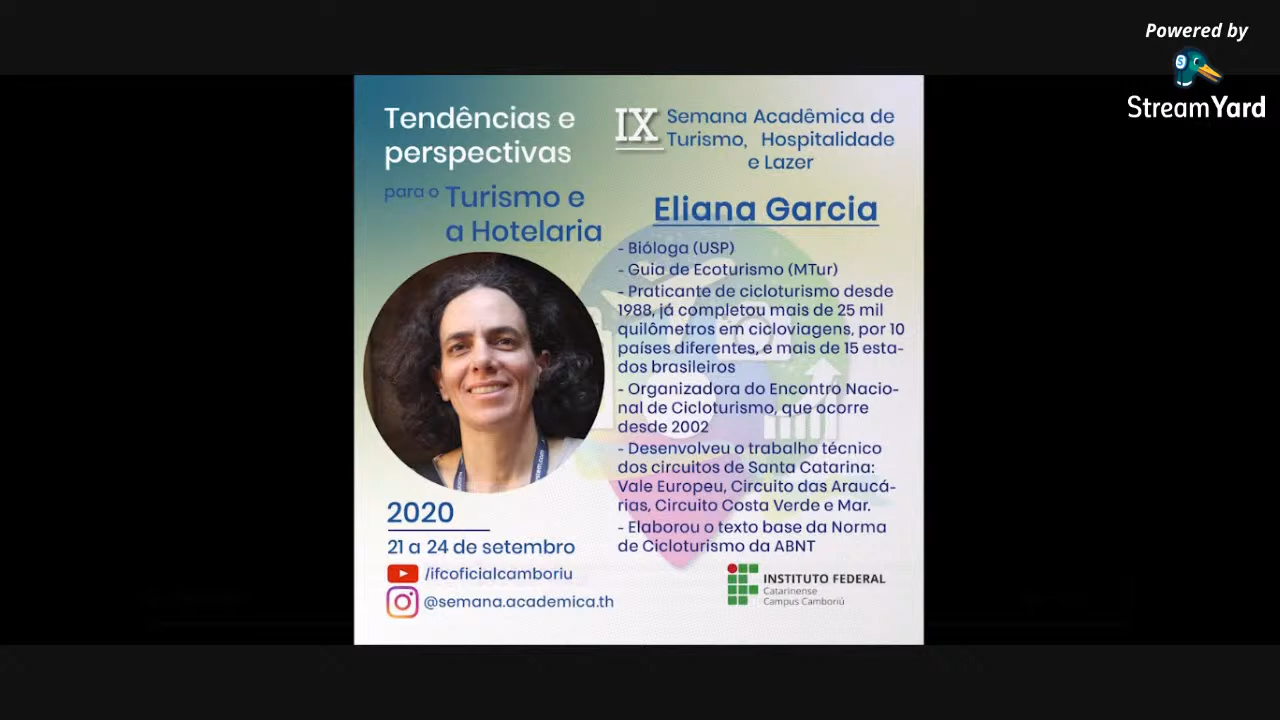 Powered by
StreamYard
Tendências e
perspectivas
para o Turismo e
a Hotelaria
IX Semana Acadêmica de
Turismo, Hospitalidade
e Lazer
Eliana Garcia
- Bióloga (USP)
- Guia de Ecoturismo (MTur)
- Praticante de cicloturismo desde
1988, já completou mais de 25 mil
quilômetros em cicloviagens, por 10
países diferentes, e mais de 15 esta-
dos brasileiros
- Organizadora do Encontro Nacio-
nal de Cicloturismo, que ocorre
desde 2002
- Desenvolveu o trabalho técnico
dos circuitos de Santa Catarina:
Vale Europeu, Circuito das Araucá-
rias, Circuito Costa Verde e Mar.
- Elaborou o texto base da Norma
de Cicloturismo da ABNT
2020
21 a 24 de setembro
/ifcoficialcamboriu
@semana.academica.th
INSTITUTO FEDERAL
Catarinense
Campus Camboriú